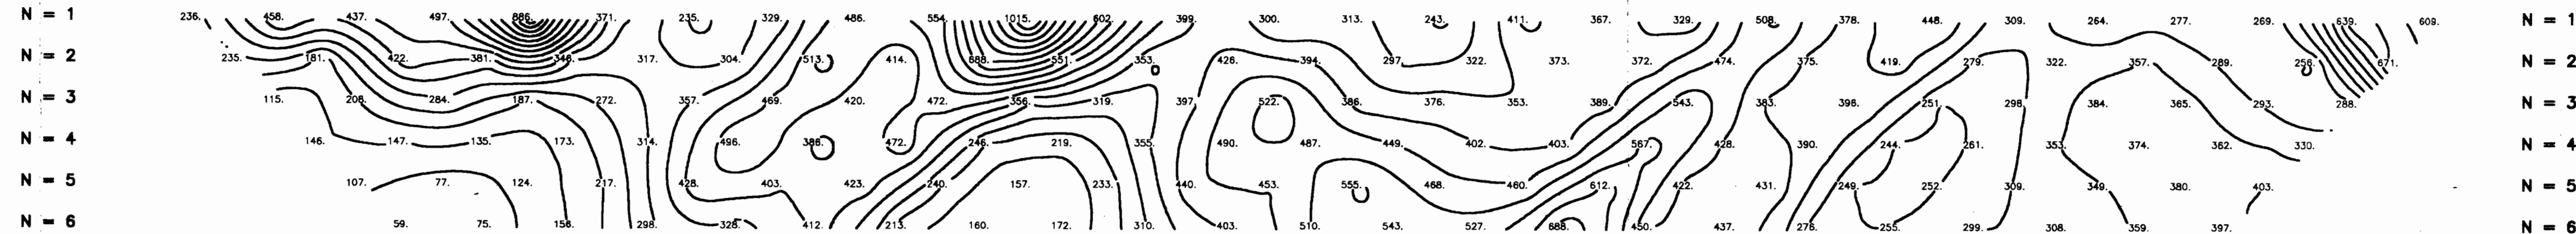 N = 1 236. 458. 437. 497. 886. 371. 235. 329. 486. 554. 1015. 602. 399. 300. 313. 243. 411. 367. 329. 508. 378. 448. 309. 264. 277. 269. 639. 609. N = 1
N = 2 235. 181. 422. 381. 346. 317. 304. 513. 414. 688. 551. 353. 426. 394. 297. 322. 373. 372. 474. 375. 419. 279. 322. 357. 289. 256. 671. N = 2
N = 3 115. 206. 284. 187. 272. 357. 469. 420. 472. 356. 319. 397. 522. 386. 376. 353. 389. 543. 383. 396. 251. 298. 384. 365. 293. 288. N = 3
N = 4 146. 147. 135. 173. 314. 496. 386. 472. 246. 219. 355. 490. 487. 449. 402. 403. 567. 428. 390. 244. 261. 353. 374. 362. 330. N = 4
N = 5 107. 77. 124. 217. 428. 403. 423. 240. 157. 233. 440. 453. 555. 468. 460. 612. 422. 431. 249. 252. 309. 349. 380. 403. N = 5
N = 6 59. 75. 156. 298. 328. 412. 213. 160. 172. 310. 403. 510. 543. 527. 688. 450. 437. 276. 255. 299. 308. 359. 397. N = 6